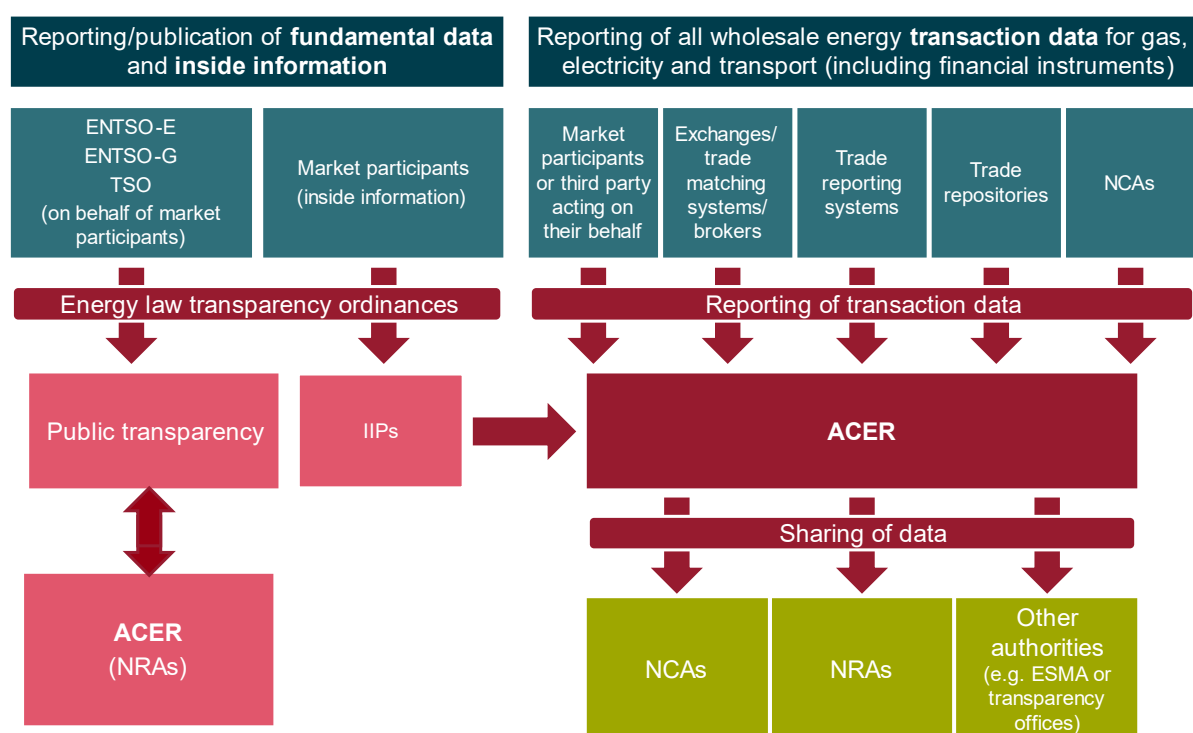 Reporting/publication of fundamental data
and inside information
Reporting of all wholesale energy transaction data for gas,
electricity and transport (including financial instruments)
ENTSO-E
ENTSO-G
TSO
(on behalf of market
participants)
Market participants
(inside information)
Market
participants
or third party
acting on
their behalf
Exchanges/
trade
matching
systems/
brokers
Trade
reporting
systems
Trade
repositories
NCAs
Energy law transparency ordinances
Reporting of transaction data
Public transparency
IIPs
ACER
Sharing of data
ACER
(NRAs)
NCAs
NRAs
Other
authorities
(e.g. ESMA or
transparency
offices)